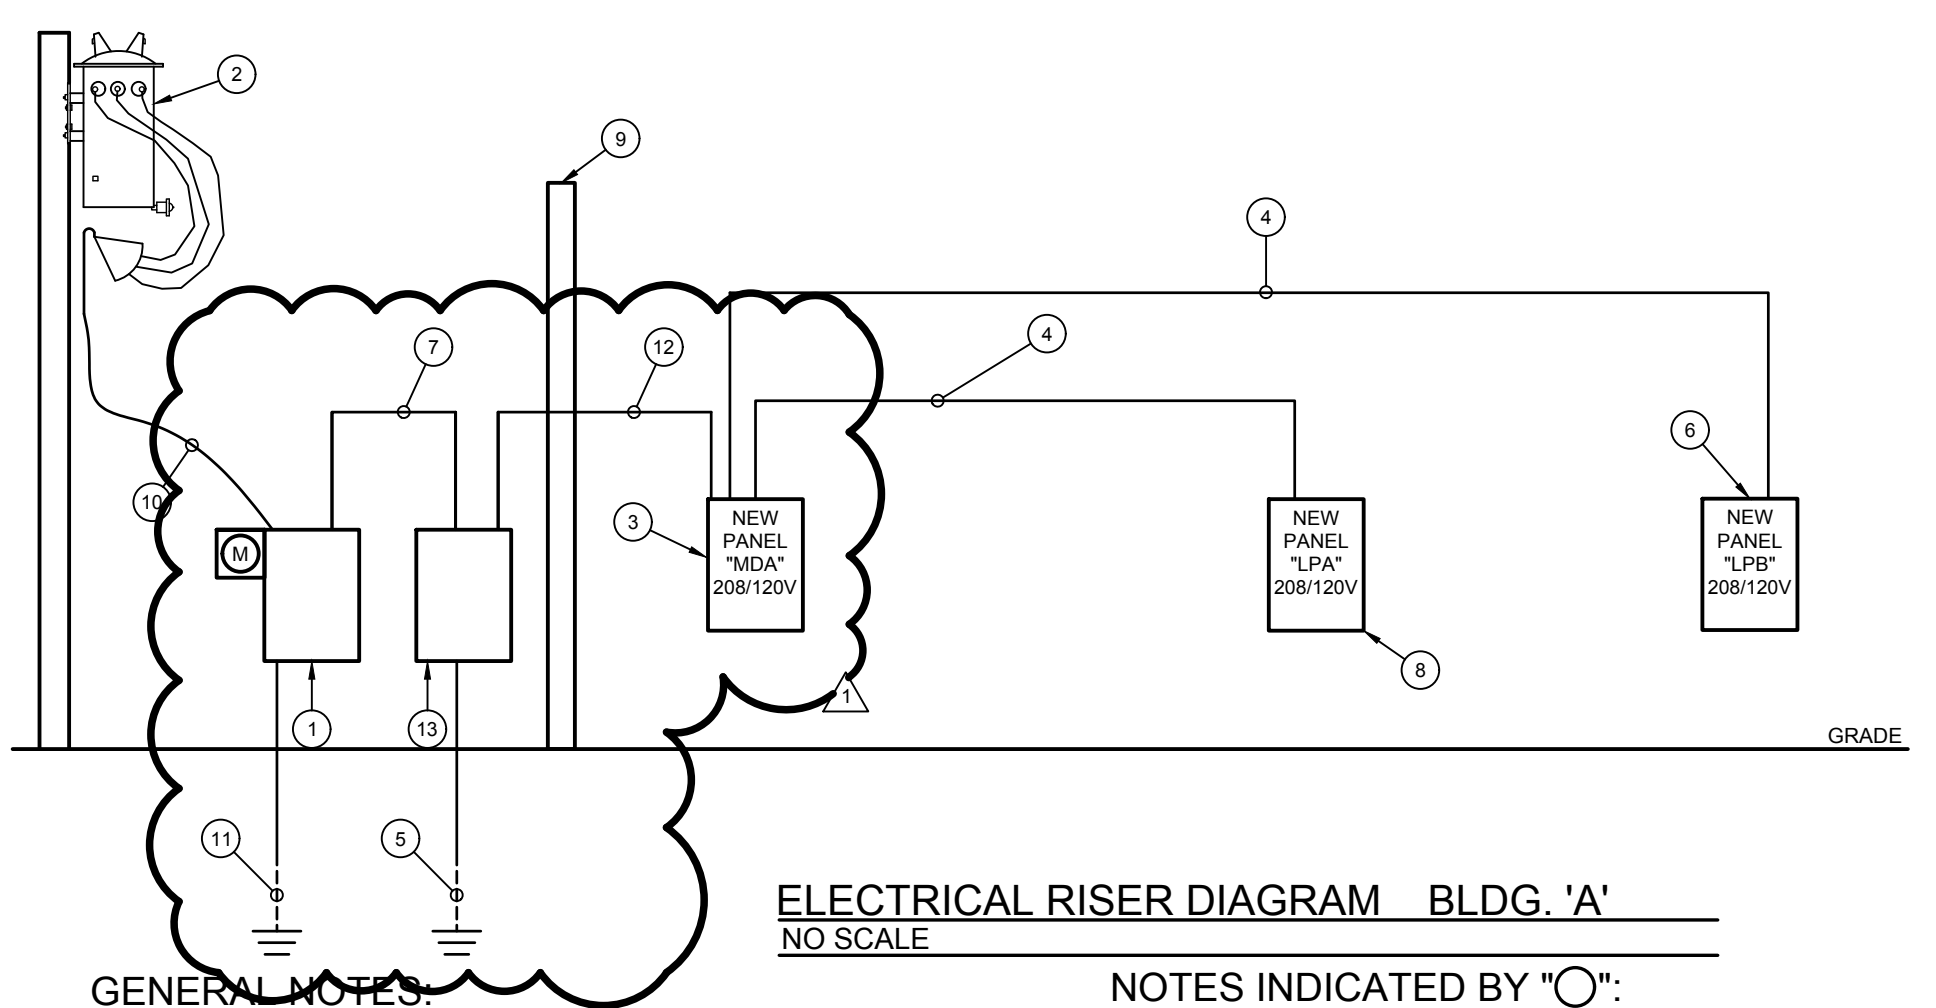 2
9
4
4
7
12
6
10
M
3
NEW
PANEL
"MDA"
208/120V
NEW
PANEL
"LPA"
208/120V
NEW
PANEL
"LPB"
208/120V
8
1
1
13
GRADE
11
5
ELECTRICAL RISER DIAGRAM BLDG. 'A'
NO SCALE
GENERAL NOTES:
NOTES INDICATED BY "○":